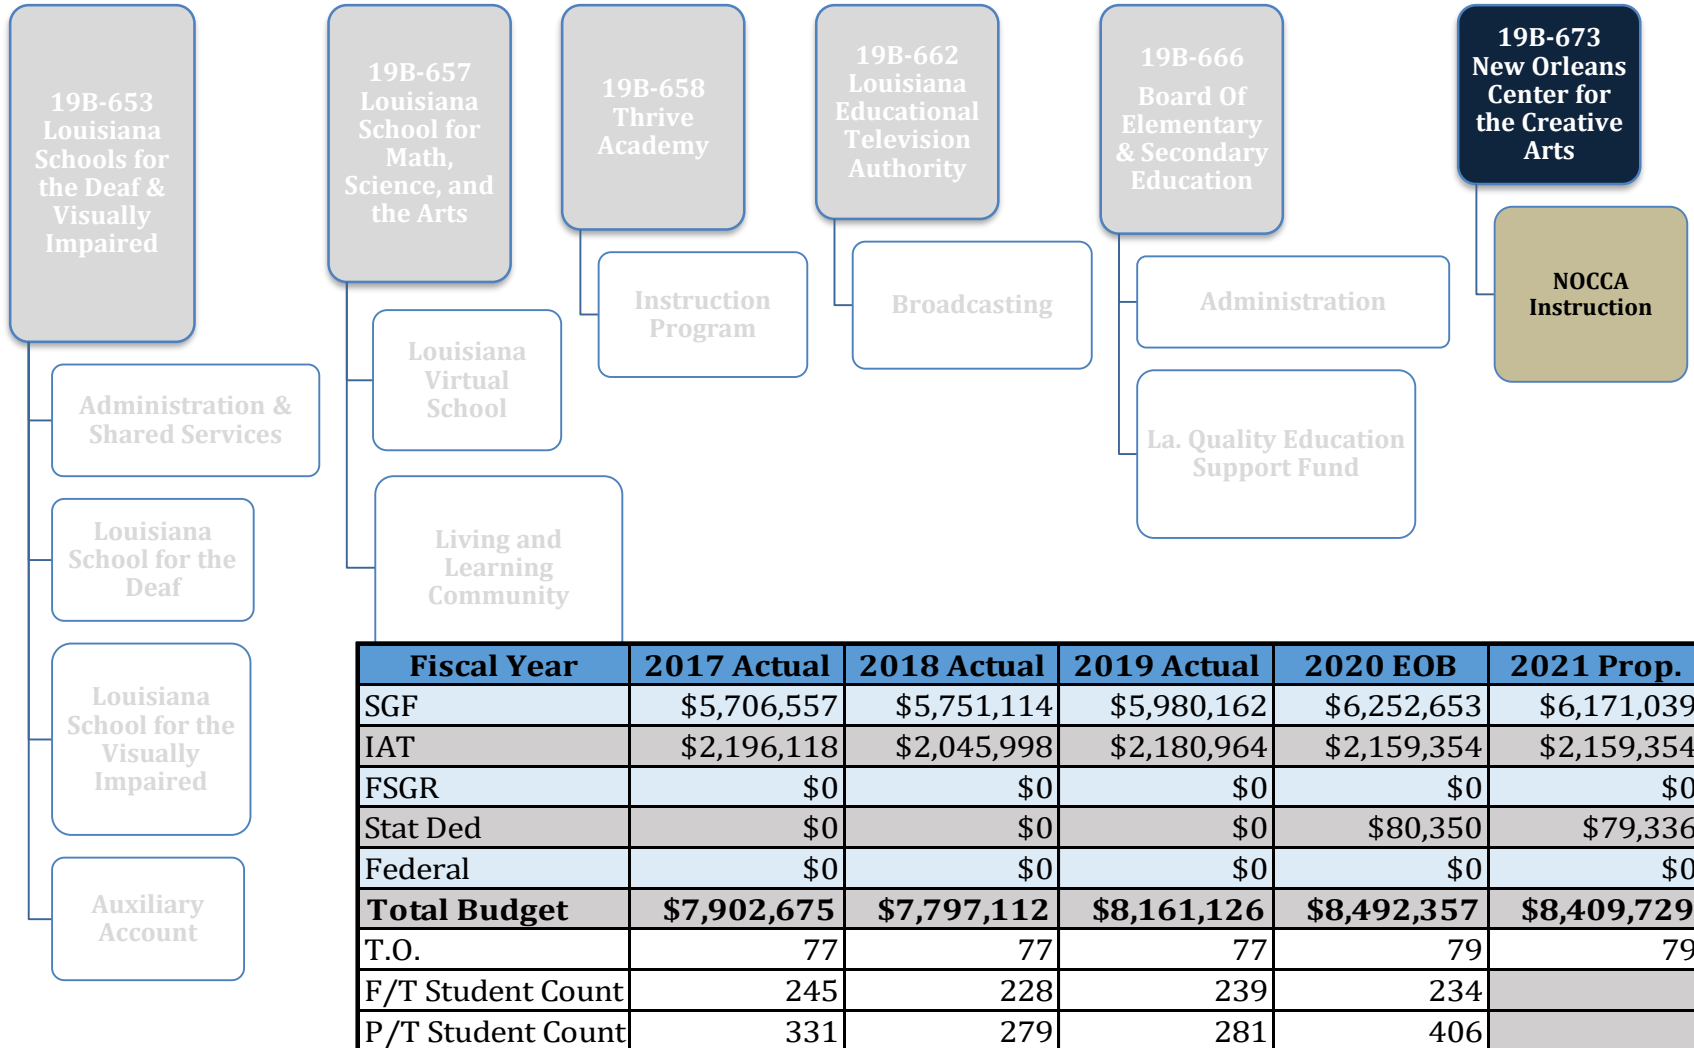 19B-653
Louisiana
Schools for
the Deaf &
Visually
Impaired
Administration &
Shared Services
Louisiana
School for the
Deaf
Louisiana
School for the
Visually
Impaired
Auxiliary
Account
19B-657
Louisiana
School for
Math,
Science, and
the Arts
Louisiana
Virtual
School
Living and
Learning
Community
19B-658
Thrive
Academy
Instruction
Program
19B-662
Louisiana
Educational
Television
Authority
Broadcasting
19B-666
Board Of
Elementary
& Secondary
Education
Administration
La. Quality Education
Support Fund
19B-673
New Orleans
Center for
the Creative
Arts
NOCCA
Instruction
Fiscal Year 2017 Actual 2018 Actual 2019 Actual 2020 EOB 2021 Prop.
SGF $5,706,557 $5,751,114 $5,980,162 $6,252,653 $6,171,039
IAT $2,196,118 $2,045,998 $2,180,964 $2,159,354 $2,159,354
FSGR $0 $0 $0 $0 $0
Stat Ded $0 $0 $0 $80,350 $79,336
Federal $0 $0 $0 $0 $0
Total Budget $7,902,675 $7,797,112 $8,161,126 $8,492,357 $8,409,729
T.O. 77 77 77 79 79
F/T Student Count 245 228 239 234
P/T Student Count 331 279 281 406